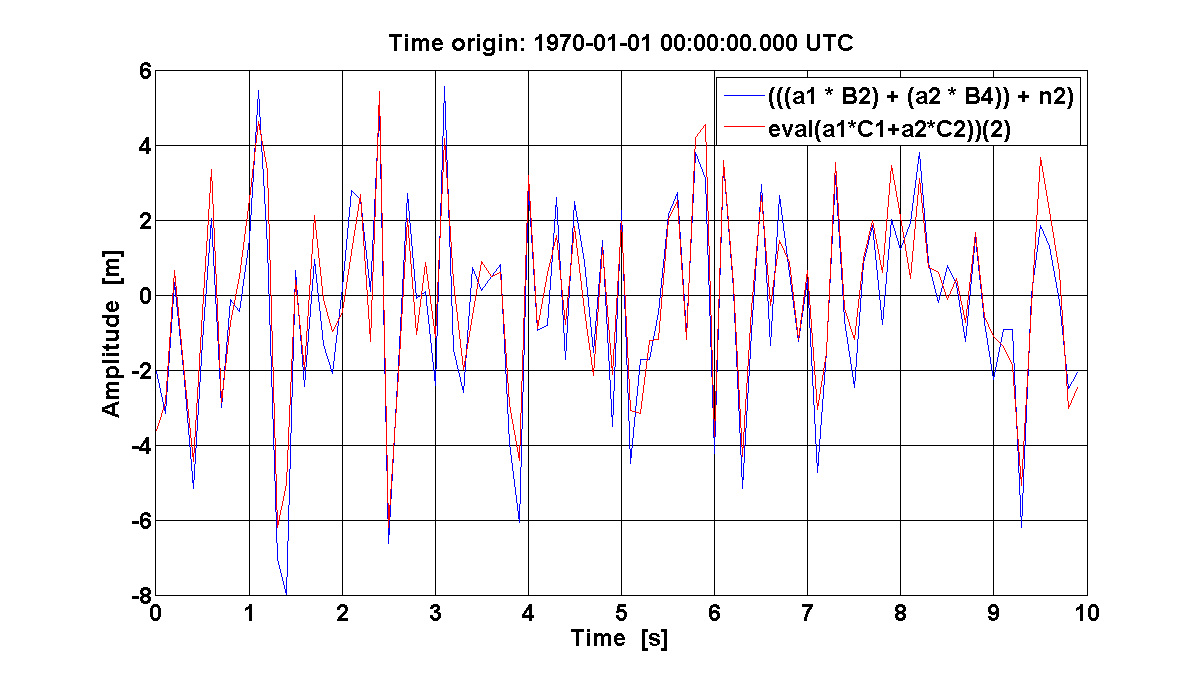 Time origin: 1970-01-01 00:00:00.000 UTC
(((a1 * B2) + (a2 * B4)) + n2)
eval(a1*C1+a2*C2))(2)
6
4
2
0
-2
-4
-6
-8
Amplitude [m]
0 1 2 3 4 5 6 7 8 9 10
Time [s]